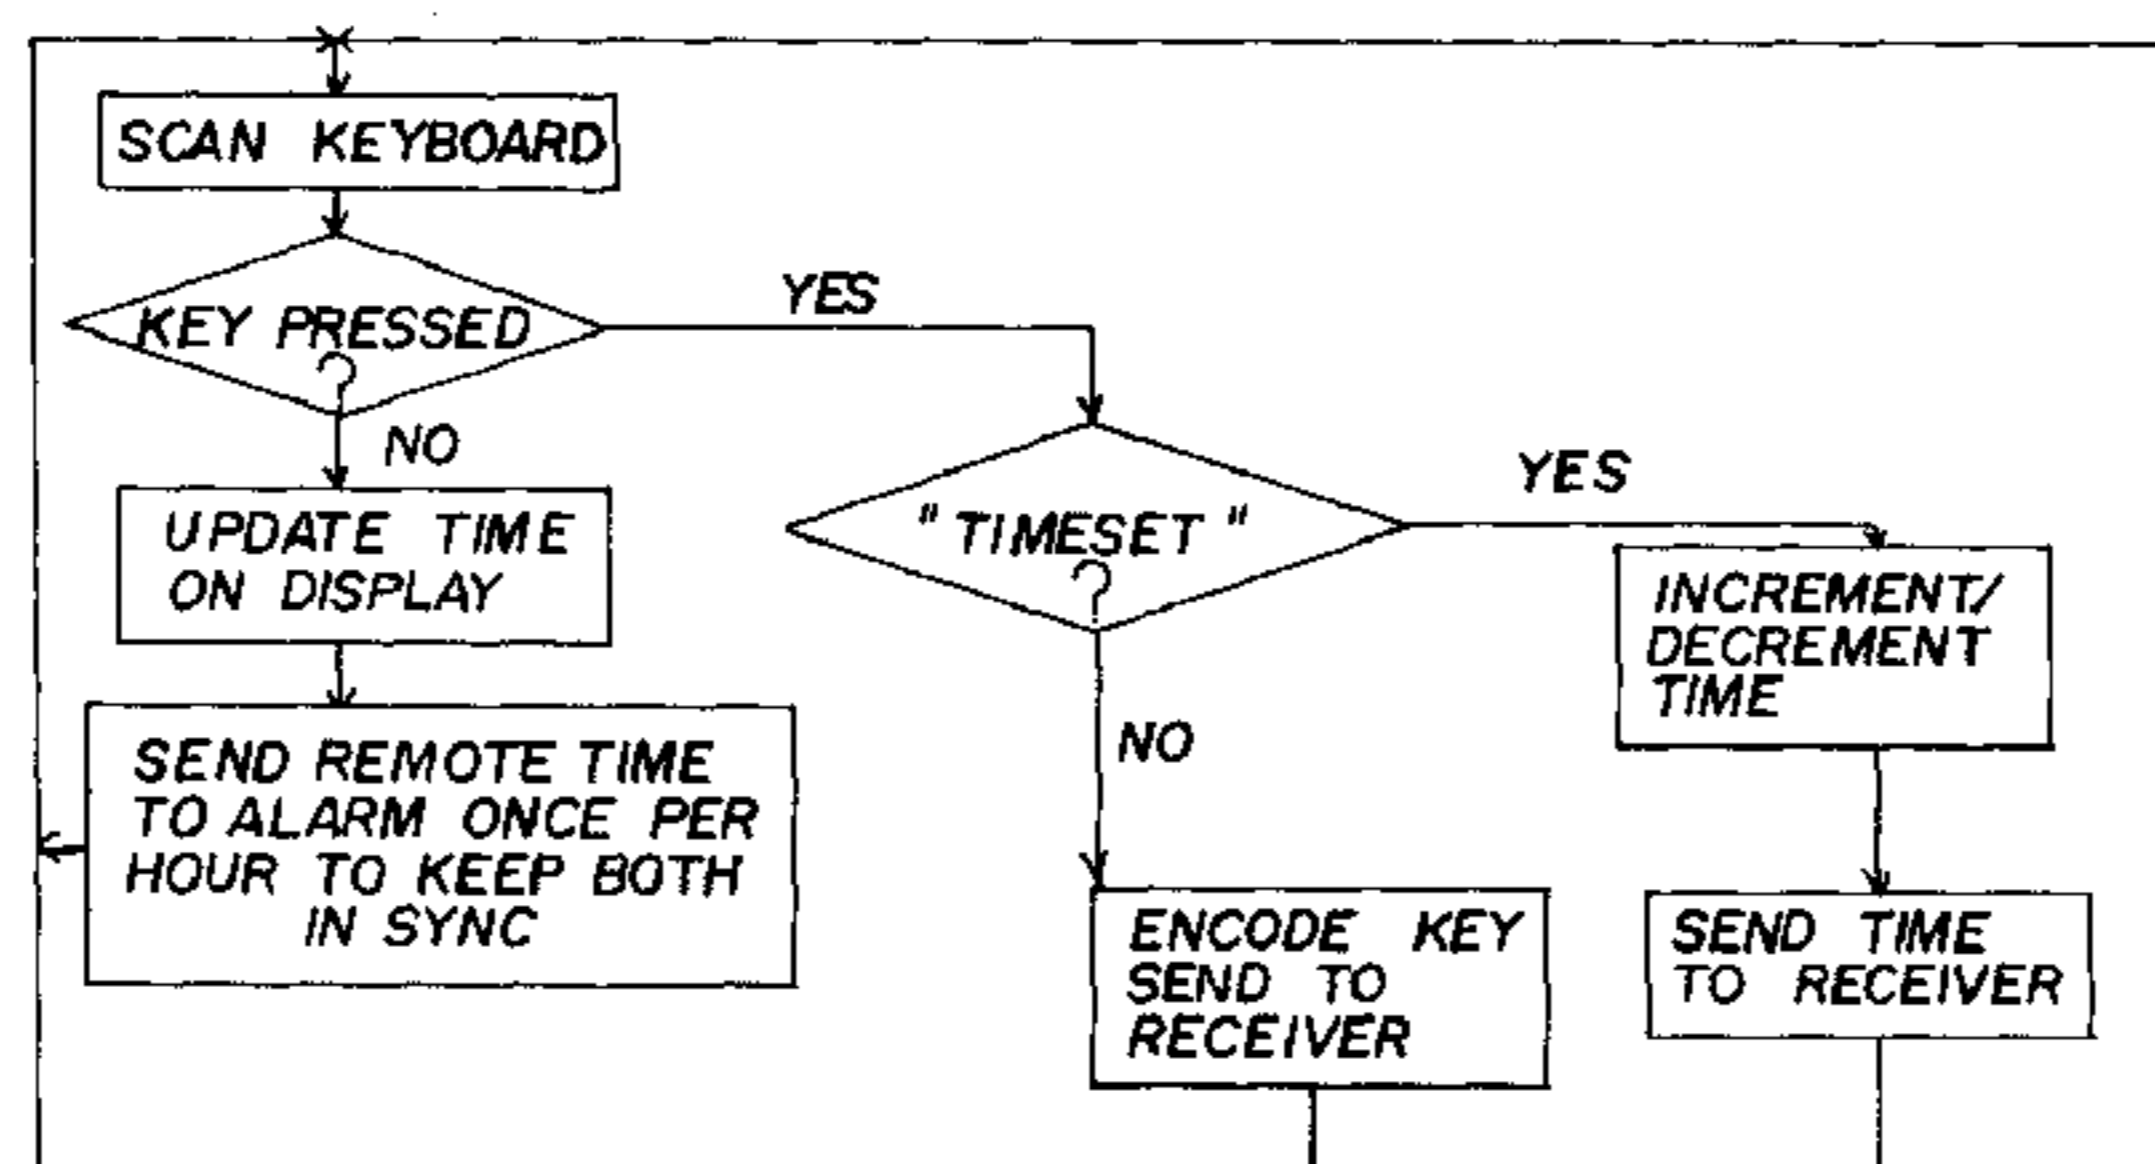 SCAN KEYBOARD
KEY PRESSED
?
YES
NO
UPDATE TIME
ON DISPLAY
SEND REMOTE TIME
TO ALARM ONCE PER
HOUR TO KEEP BOTH
IN SYNC
" TIMESET "
?
YES
NO
INCREMENT/
DECREMENT
TIME
ENCODE KEY
SEND TO
RECEIVER
SEND TIME
TO RECEIVER